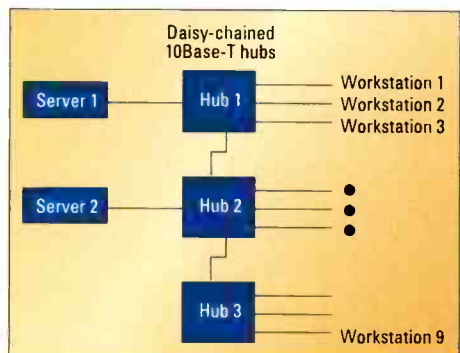 Daisy-chained
10Base-T hubs
Server 1
Hub 1
Workstation 1
Workstation 2
Workstation 3
Server 2
Hub 2
Hub 3
Workstation 9